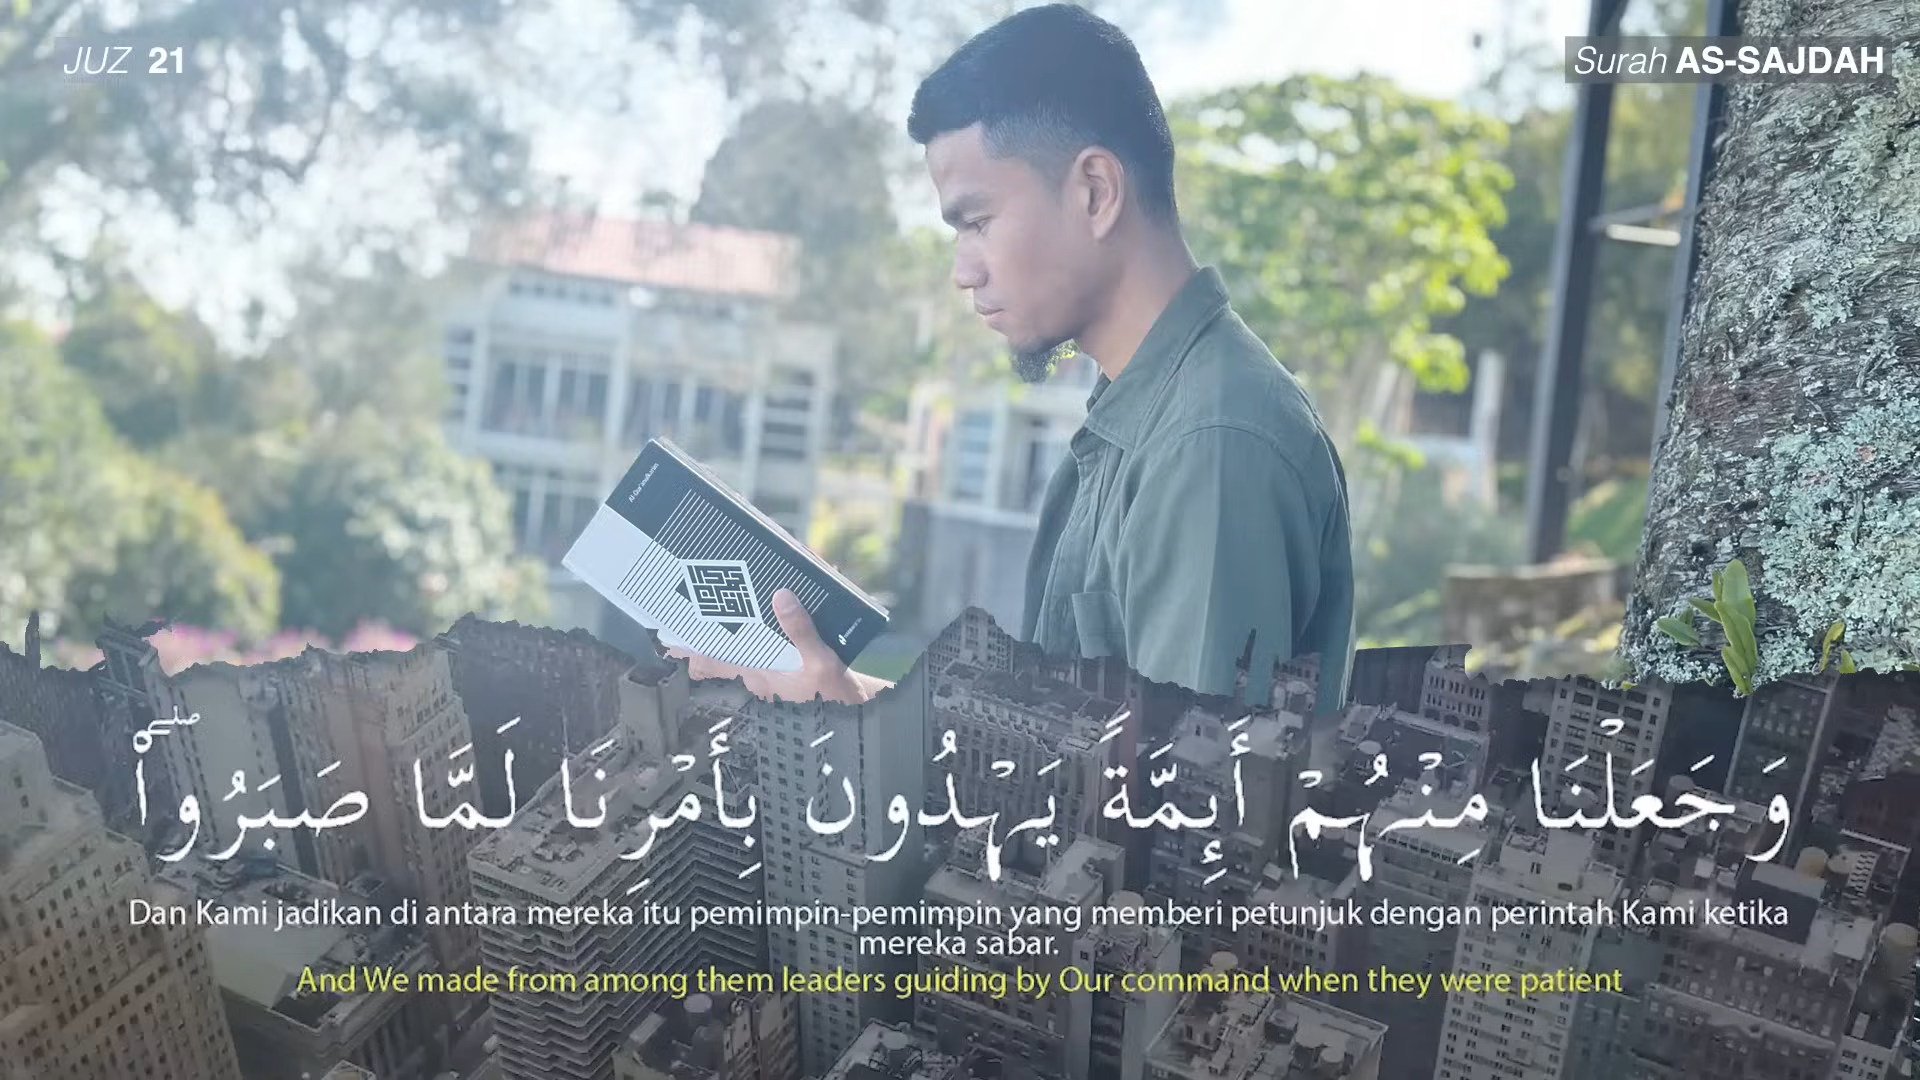 JUZ 21
Surah AS-SAJDAH
وَجَعَلْنَا مِنْهُمْ أَئِمَّةً يَهْدُونَ بِأَمْرِنَا لَمَّا صَبَرُوا۟ ۖ
Dan Kami jadikan di antara mereka itu pemimpin-pemimpin yang memberi petunjuk dengan perintah Kami ketika
mereka sabar.
And We made from among them leaders guiding by Our command when they were patient